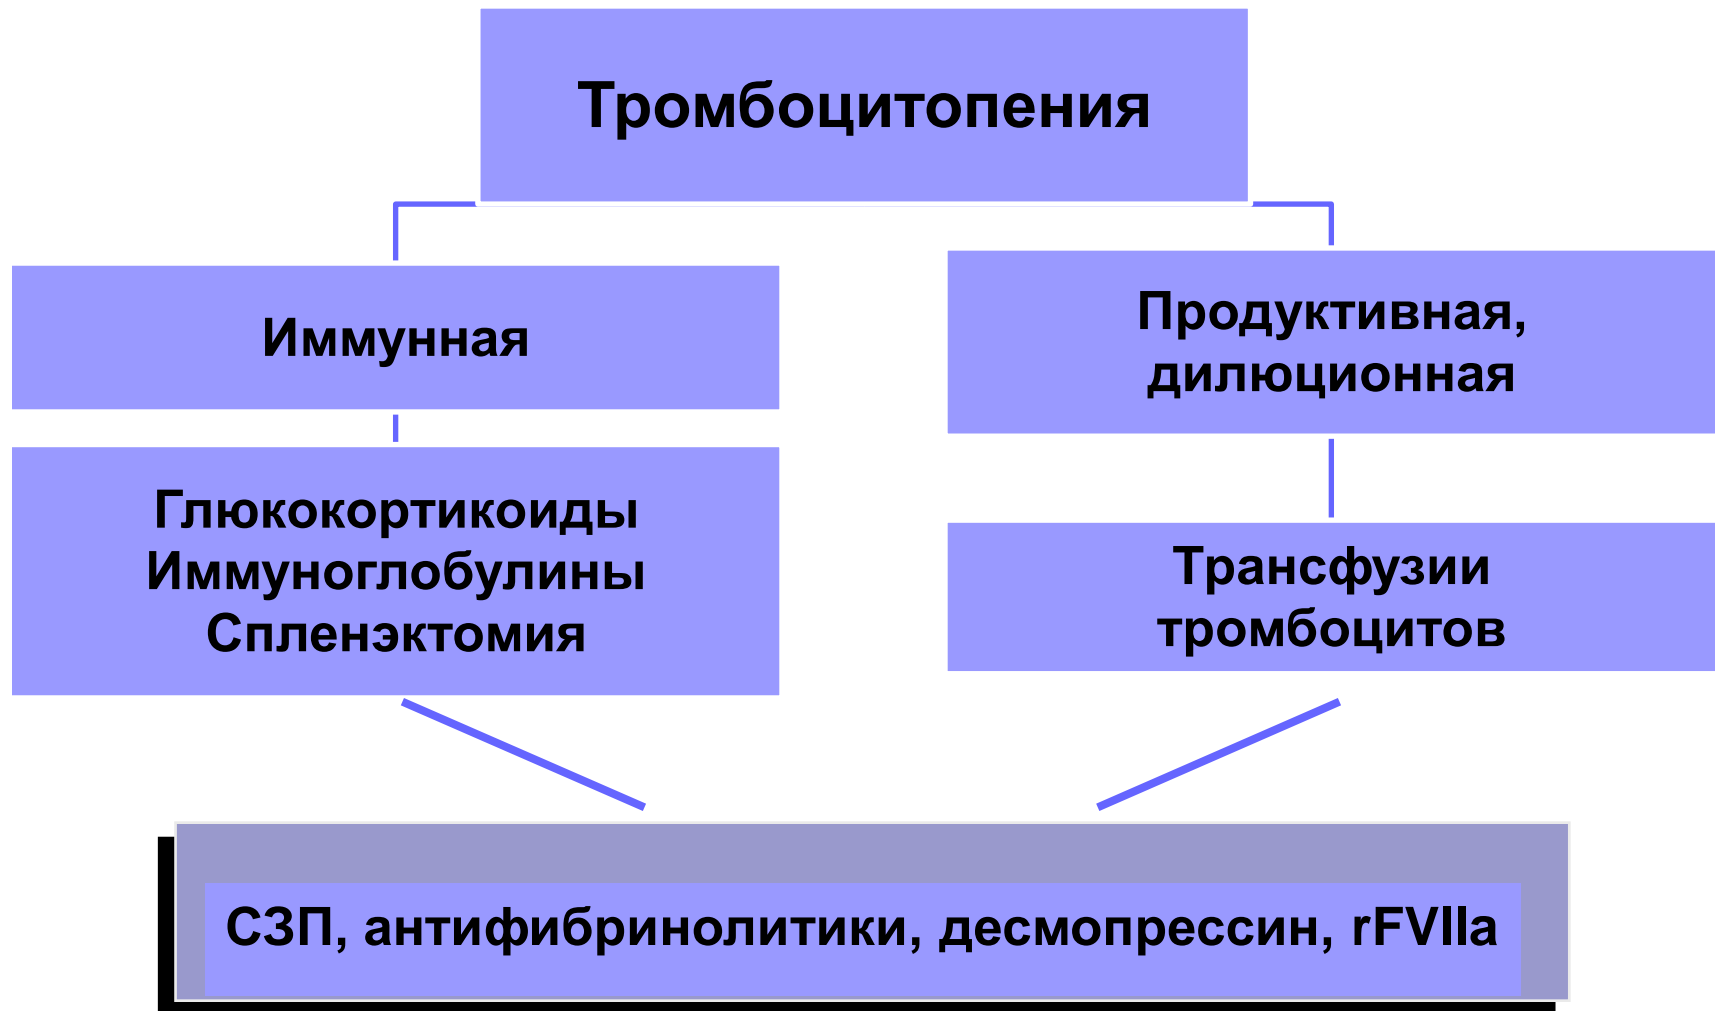 Тромбоцитопения
Иммунная
Продуктивная,
дилюционная
Глюкокортикоиды
Иммуноглобулины
Спленэктомия
Трансфузии
тромбоцитов
СЗП, антифибринолитики, десмопрессин, rFVIIa